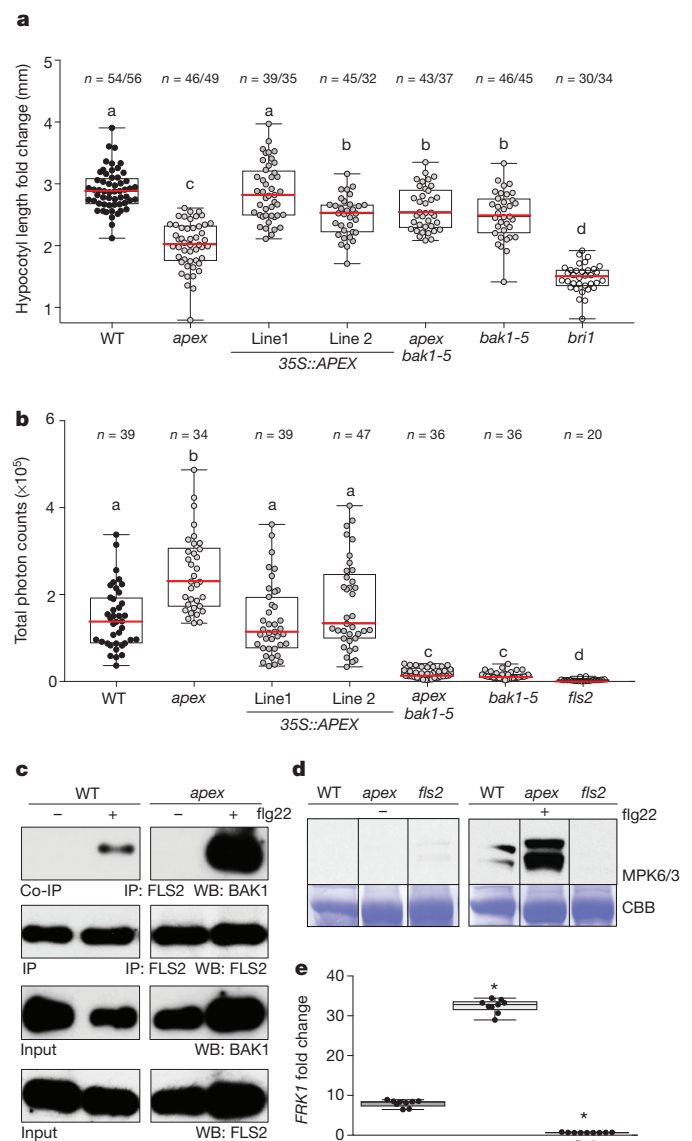 a
Hypocotyl length fold change (mm)
5
4
3
2
1
n = 54/56 n = 46/49 n = 39/35 n = 45/32 n = 43/37 n = 46/45 n = 30/34
a c a b b b d
WT apex Line1 Line 2 apex bak1-5 bak1-5 bri1
35S::APEX
b
Total photon counts (×10⁵)
6
4
2
0
n = 39 n = 34 n = 39 n = 47 n = 36 n = 36 n = 20
a b a a c c d
WT apex Line1 Line 2 apex bak1-5 bak1-5 fls2
35S::APEX
c
WT apex
– + – + flg22
Co-IP IP: FLS2 WB: BAK1
IP IP: FLS2 WB: FLS2
Input WB: BAK1
Input WB: FLS2
d
WT apex fls2 WT apex fls2
– + flg22
MPK6/3
CBB
e
FRK1 fold change
40
30
20
10
0
* *